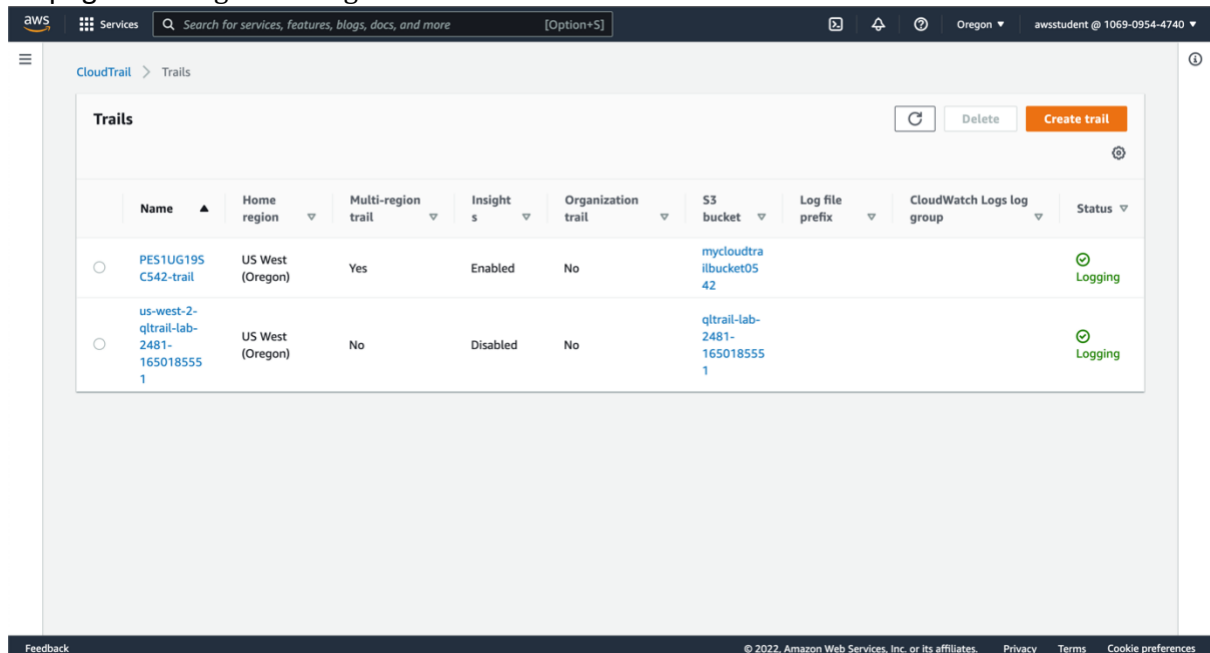 aws
Services
Search for services, features, blogs, docs, and more
[Option+S]
Oregon ▼
awsstudent @ 1069-0954-4740 ▼
CloudTrail > Trails
Trails
Delete
Create trail
Name ▲
Home
region
Multi-region
trail
Insight
s
Organization
trail
S3
bucket
Log file
prefix
CloudWatch Logs log
group
Status
PES1UG19S
C542-trail
US West
(Oregon)
Yes
Enabled
No
mycloudtra
ilbucket05
42
Logging
us-west-2-
qltrail-lab-
2481-
165018555
1
US West
(Oregon)
No
Disabled
No
qltrail-lab-
2481-
165018555
1
Logging
Feedback
© 2022, Amazon Web Services, Inc. or its affiliates.
Privacy
Terms
Cookie preferences